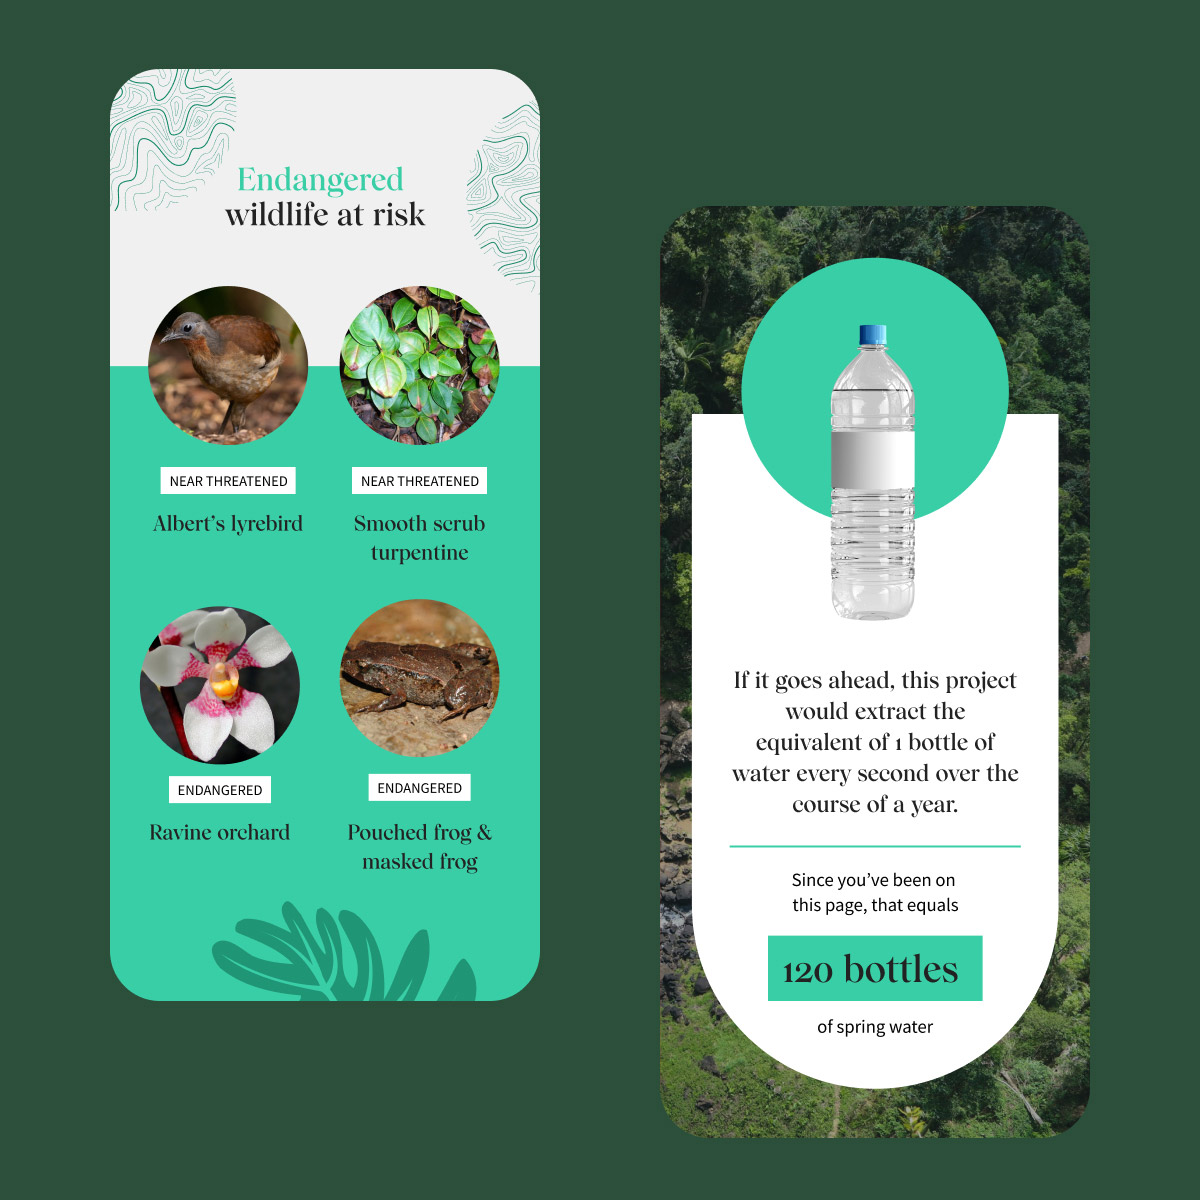 Endangered
wildlife at risk
NEAR THREATENED
Albert’s lyrebird
NEAR THREATENED
Smooth scrub
turpentine
ENDANGERED
Ravine orchard
ENDANGERED
Pouched frog &
masked frog
If it goes ahead, this project
would extract the
equivalent of 1 bottle of
water every second over the
course of a year.
Since you’ve been on
this page, that equals
120 bottles
of spring water